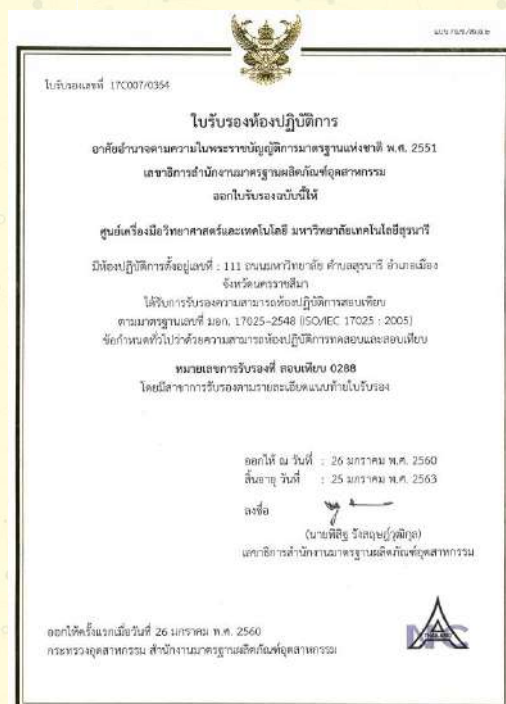 ใบรับรองเลขที่ 17C007/0364
ใบรับรองห้องปฏิบัติการ
อาศัยอำนาจตามความในพระราชบัญญัติการมาตรฐานแห่งชาติ พ.ศ. 2551
เลขาธิการสำนักงานมาตรฐานผลิตภัณฑ์อุตสาหกรรม
ออกใบรับรองฉบับนี้ให้
ศูนย์เครื่องมือวิทยาศาสตร์และเทคโนโลยี มหาวิทยาลัยเทคโนโลยีสุรนารี
มีห้องปฏิบัติการตั้งอยู่เลขที่ : 111 ถนนมหาวิทยาลัย ตำบลสุรนารี อำเภอเมือง
จังหวัดนครราชสีมา
ได้รับการรับรองความสามารถห้องปฏิบัติการสอบเทียบ
ตามมาตรฐานเลขที่ มอก. 17025-2548 (ISO/IEC 17025 : 2005)
ข้อกำหนดทั่วไปว่าด้วยความสามารถห้องปฏิบัติการทดสอบและสอบเทียบ
หมายเลขการรับรองที่ สอบเทียบ 0288
โดยมีสาขาการรับรองตามรายละเอียดแนบท้ายใบรับรอง
ออกให้ ณ วันที่ : 26 มกราคม พ.ศ. 2560
สิ้นอายุ วันที่ : 25 มกราคม พ.ศ. 2563
ลงชื่อ
(นายพิสิฐ รังสฤษฎ์วุฒิกุล)
เลขาธิการสำนักงานมาตรฐานผลิตภัณฑ์อุตสาหกรรม
ออกให้ครั้งแรกเมื่อวันที่ 26 มกราคม พ.ศ. 2560
กระทรวงอุตสาหกรรม สำนักงานมาตรฐานผลิตภัณฑ์อุตสาหกรรม
THAILAND